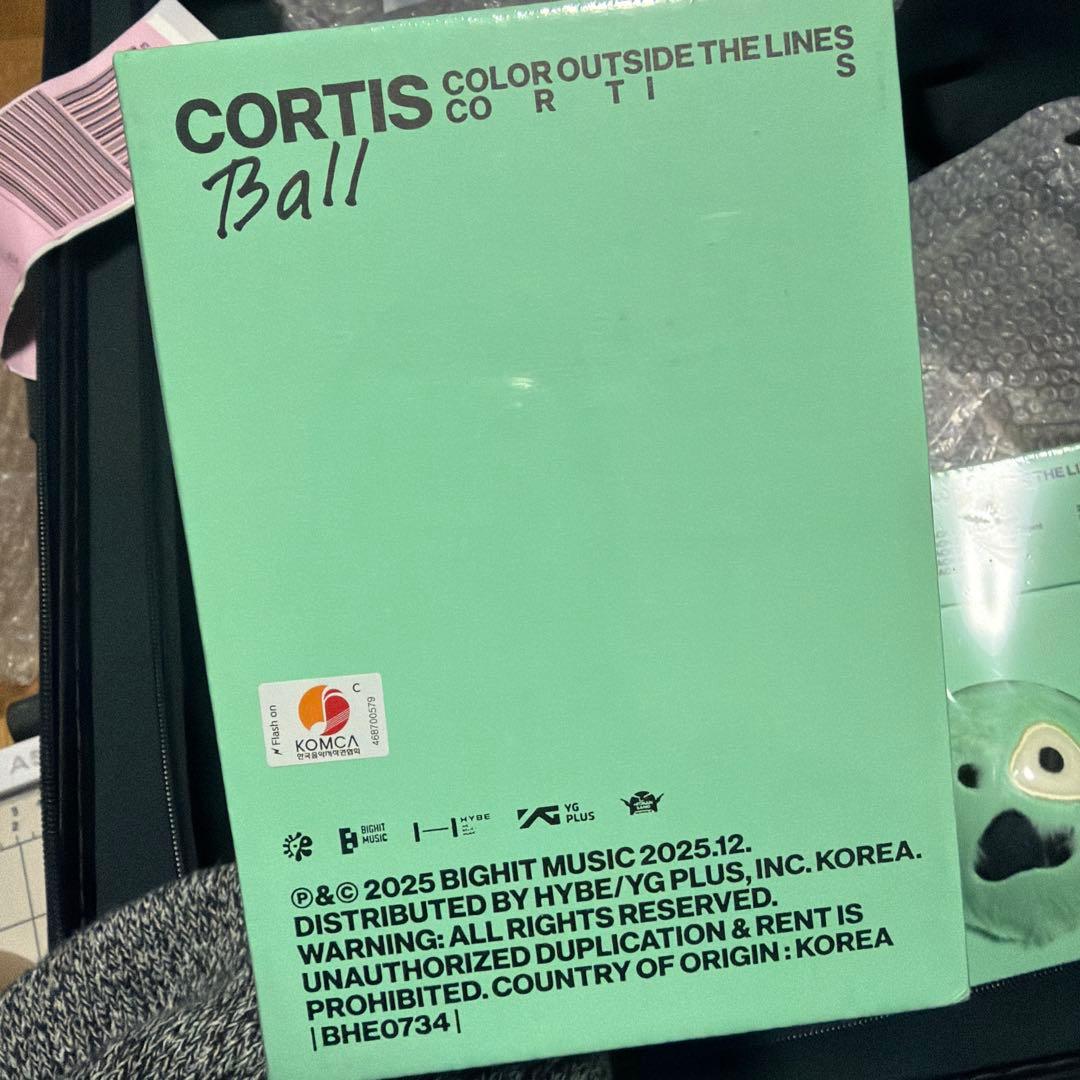 CORTIS
COLOR OUTSIDE THE LINES
CO R T I S
Ball
Flash on
C
KOMCA
한국음악저작권협회
468700579
BIGHIT
MUSIC
HYBE
YG
PLUS
℗&© 2025 BIGHIT MUSIC 2025.12.
DISTRIBUTED BY HYBE/YG PLUS, INC. KOREA.
WARNING: ALL RIGHTS RESERVED.
UNAUTHORIZED DUPLICATION & RENT IS
PROHIBITED. COUNTRY OF ORIGIN : KOREA
|BHE0734|
THE LI